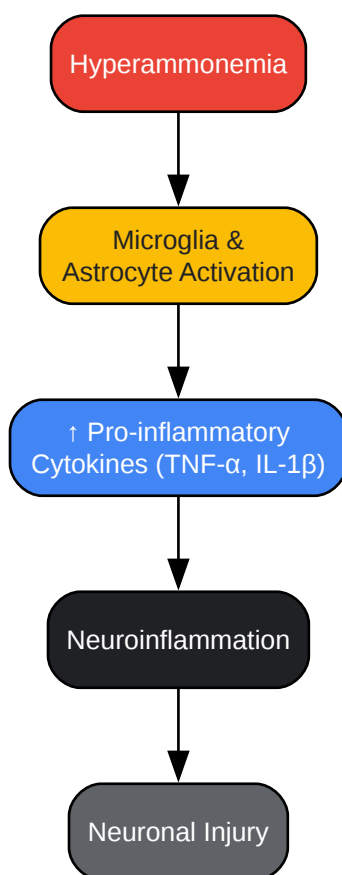 Hyperammonemia
Microglia &
Astrocyte Activation
↑ Pro-inflammatory
Cytokines (TNF-α, IL-1β)
Neuroinflammation
Neuronal Injury